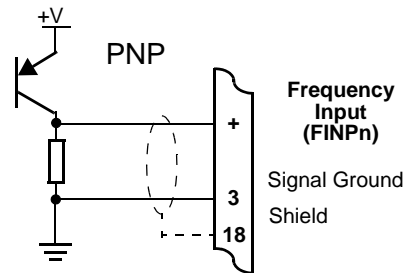 +V
PNP
+
Frequency
Input
(FINPn)
Signal Ground
3
Shield
18